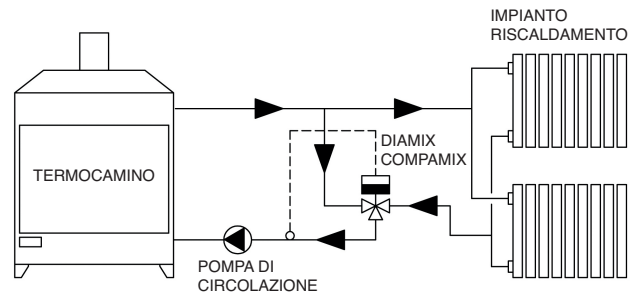 IMPIANTO
RISCALDAMENTO
DIAMIX
COMPAMIX
TERMOCAMINO
POMPA DI
CIRCOLAZIONE